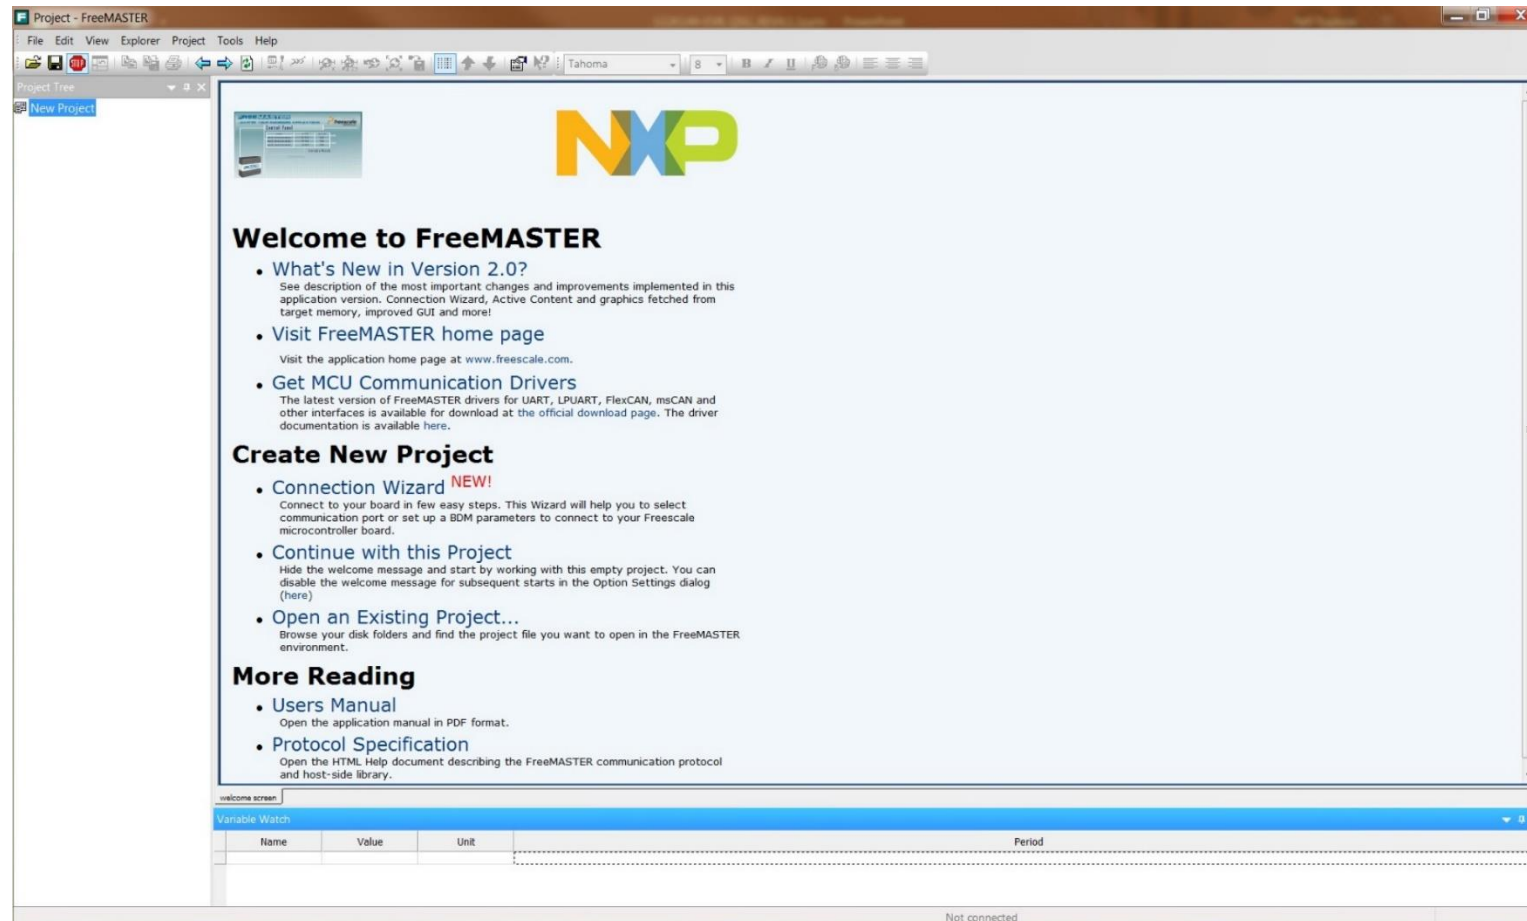 Project - FreeMASTER
File Edit View Explorer Project Tools Help
Tahoma 8 B I U
Project Tree
New Project
NXP
Welcome to FreeMASTER
What's New in Version 2.0?
See description of the most important changes and improvements implemented in this
application version. Connection Wizard, Active Content and graphics fetched from
target memory, improved GUI and more!
Visit FreeMASTER home page
Visit the application home page at www.freescale.com.
Get MCU Communication Drivers
The latest version of FreeMASTER drivers for UART, LPUART, FlexCAN, msCAN and
other interfaces is available for download at the official download page. The driver
documentation is available here.
Create New Project
Connection Wizard NEW!
Connect to your board in few easy steps. This Wizard will help you to select
communication port or set up a BDM parameters to connect to your Freescale
microcontroller board.
Continue with this Project
Hide the welcome message and start by working with this empty project. You can
disable the welcome message for subsequent starts in the Option Settings dialog
(here)
Open an Existing Project...
Browse your disk folders and find the project file you want to open in the FreeMASTER
environment.
More Reading
Users Manual
Open the application manual in PDF format.
Protocol Specification
Open the HTML Help document describing the FreeMASTER communication protocol
and host-side library.
welcome screen
Variable Watch
Name Value Unit Period
Not connected